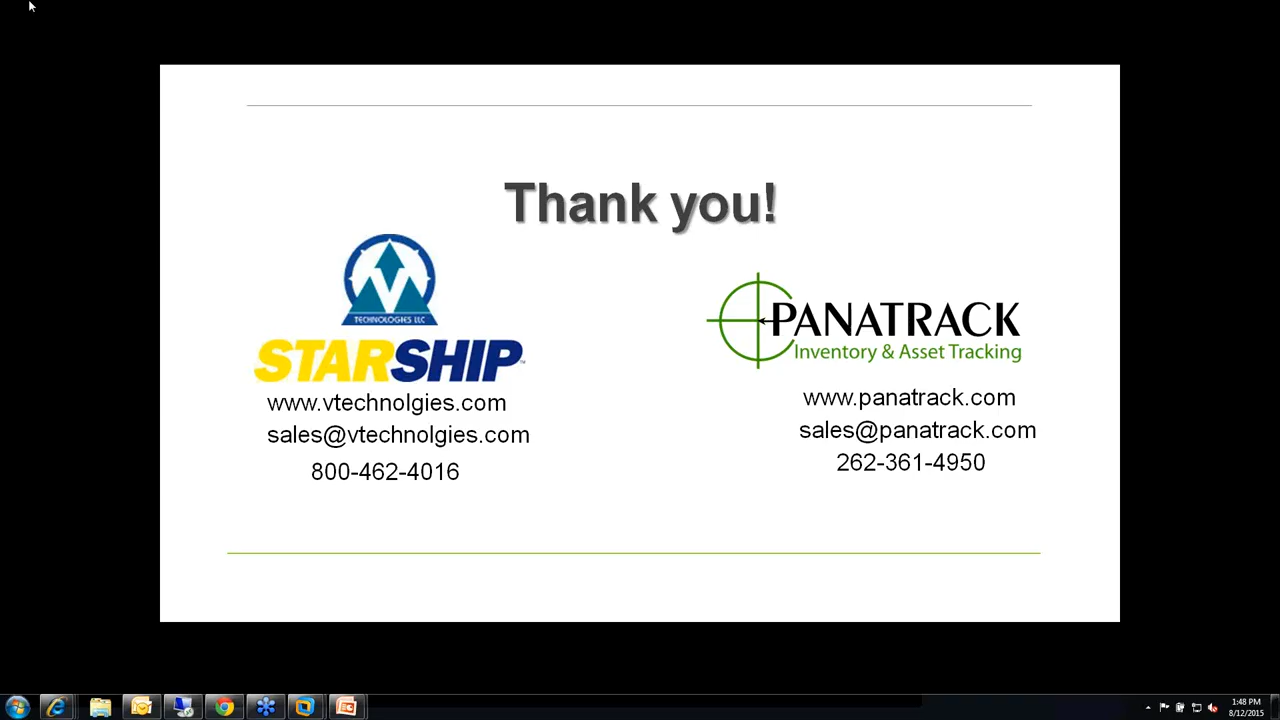 Thank you!
TECHNOLOGIES LLC
STARSHIP™
www.vtechnolgies.com
sales@vtechnolgies.com
800-462-4016
PANATRACK
Inventory & Asset Tracking
www.panatrack.com
sales@panatrack.com
262-361-4950
1:48 PM
8/12/2015